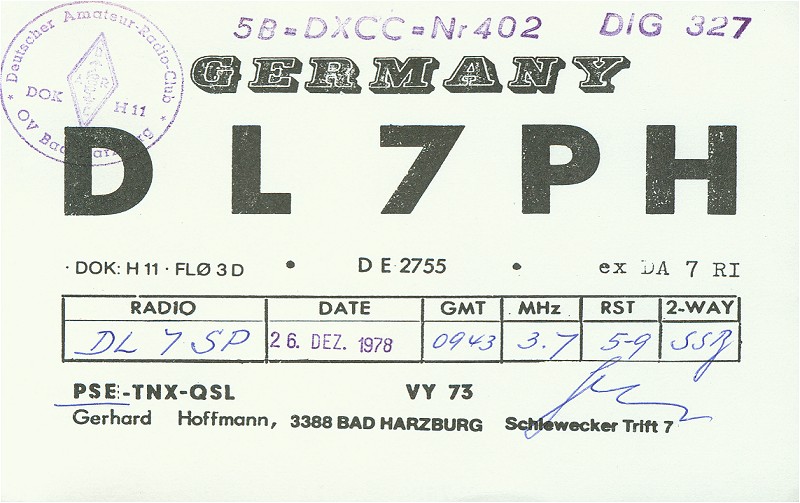 5B=DXCC=Nr 402 DIG 327
Deutscher Amateur-Radio-Club
DOK H 11
OV Bad
GERMANY
DL7PH
· DOK: H 11 · FLØ 3 D • D E 2755 • ex DA 7 RI
RADIO DATE GMT MHz RST 2-WAY
DL 7 SP 26. DEZ. 1978 0943 3.7 5-9 SSB
PSE-TNX-QSL VY 73
Gerhard Hoffmann, 3388 BAD HARZBURG Schlewecker Trift 7